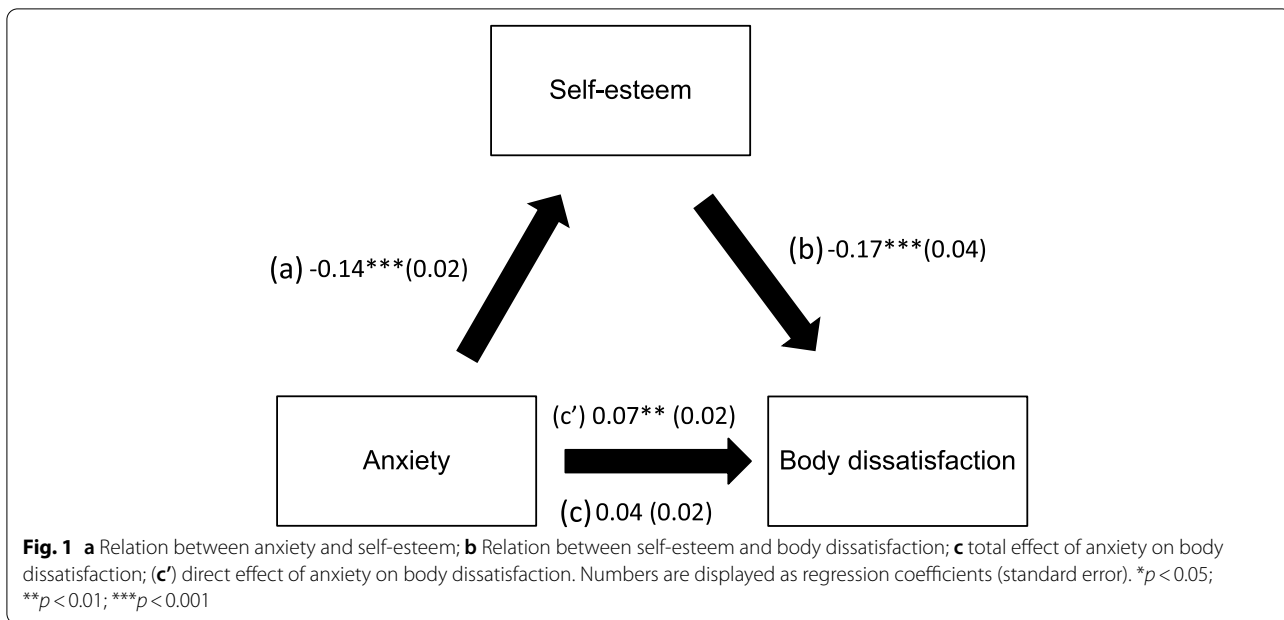 Self-esteem
(a) -0.14***(0.02)
(b) -0.17***(0.04)
(c’) 0.07** (0.02)
Anxiety
Body dissatisfaction
(c) 0.04 (0.02)
Fig. 1 a Relation between anxiety and self-esteem; b Relation between self-esteem and body dissatisfaction; c total effect of anxiety on body
dissatisfaction; (c’) direct effect of anxiety on body dissatisfaction. Numbers are displayed as regression coefficients (standard error). *p < 0.05;
**p < 0.01; ***p < 0.001